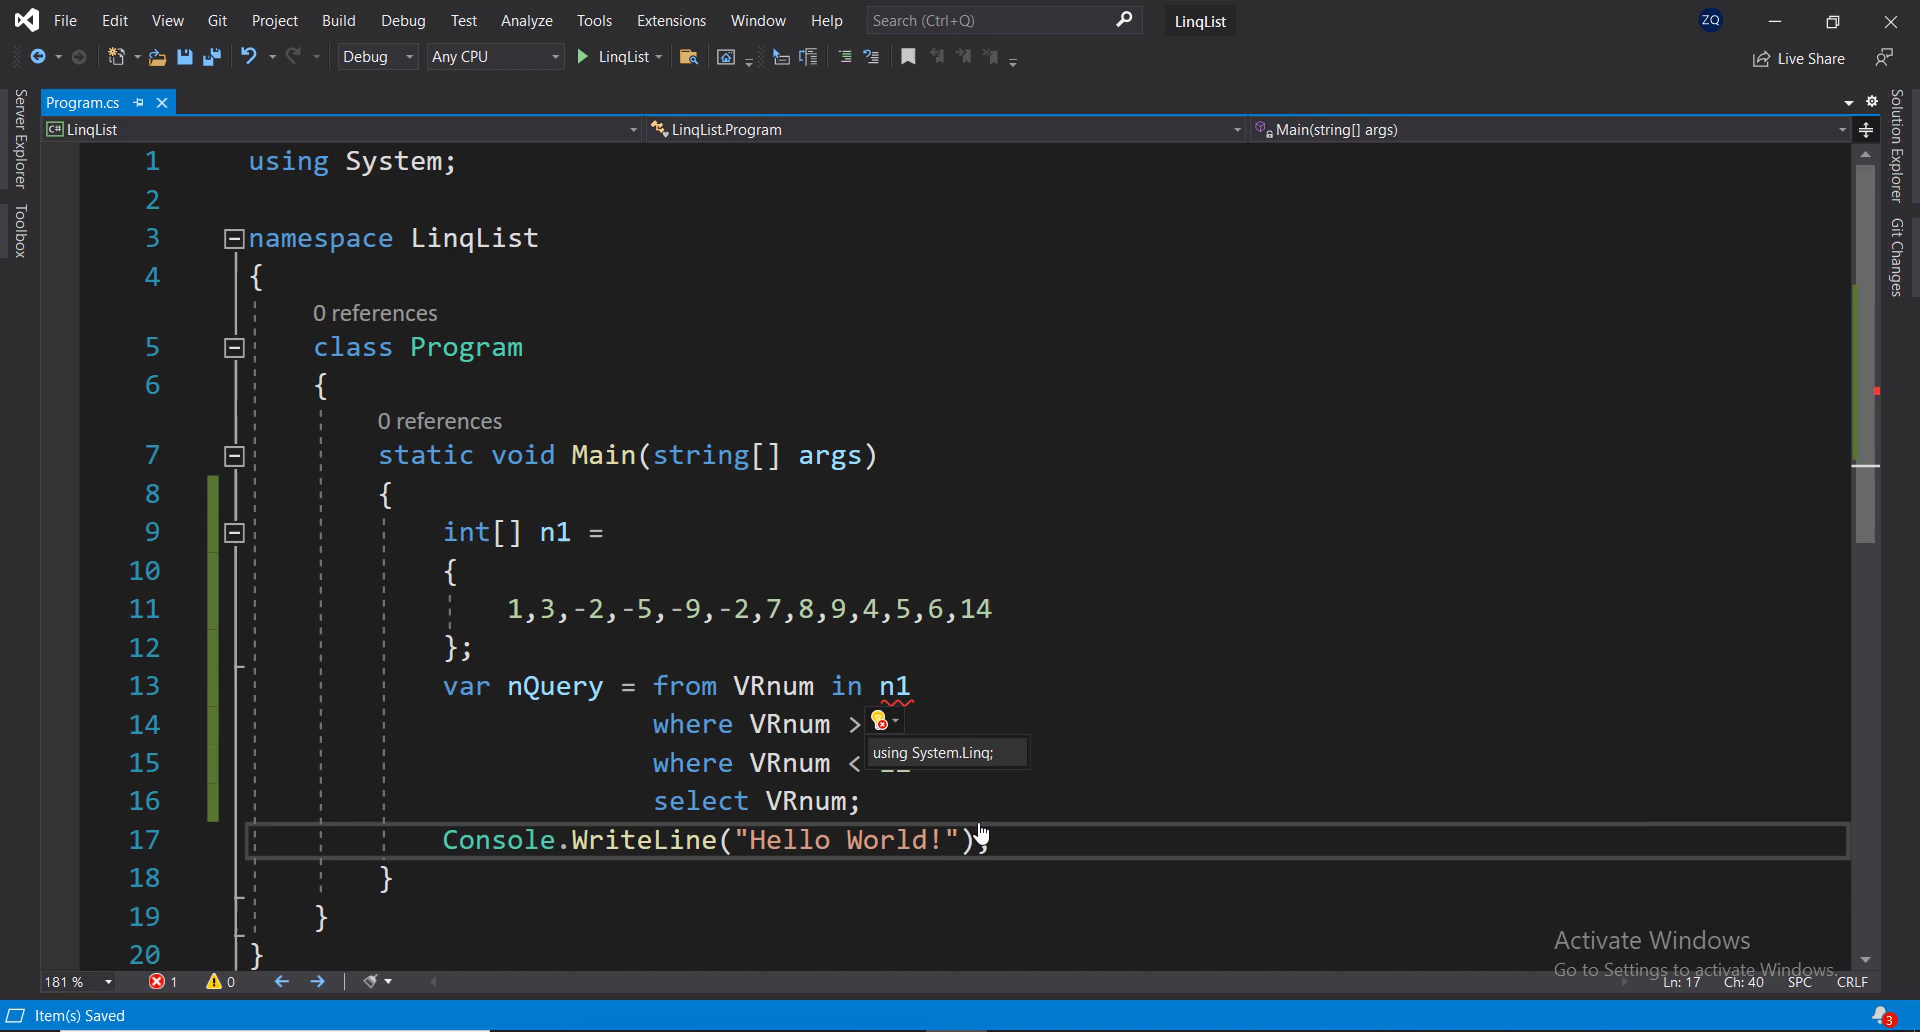 File Edit View Git Project Build Debug Test Analyze Tools Extensions Window Help Search (Ctrl+Q) LinqList ZQ
Debug Any CPU LinqList Live Share
Program.cs
LinqList LinqList.Program Main(string[] args)
Server Explorer
Toolbox
Solution Explorer
Git Changes
1 using System;
2
3 namespace LinqList
4 {
0 references
5 class Program
6 {
0 references
7 static void Main(string[] args)
8 {
9 int[] n1 =
10 {
11 1,3,-2,-5,-9,-2,7,8,9,4,5,6,14
12 };
13 var nQuery = from VRnum in n1
14 where VRnum >
using System.Linq;
15 where VRnum <
16 select VRnum;
17 Console.WriteLine("Hello World!");
18 }
19 }
20 }
Activate Windows
Go to Settings to activate Windows.
181 % 1 0 Ln: 17 Ch: 40 SPC CRLF
Item(s) Saved 3